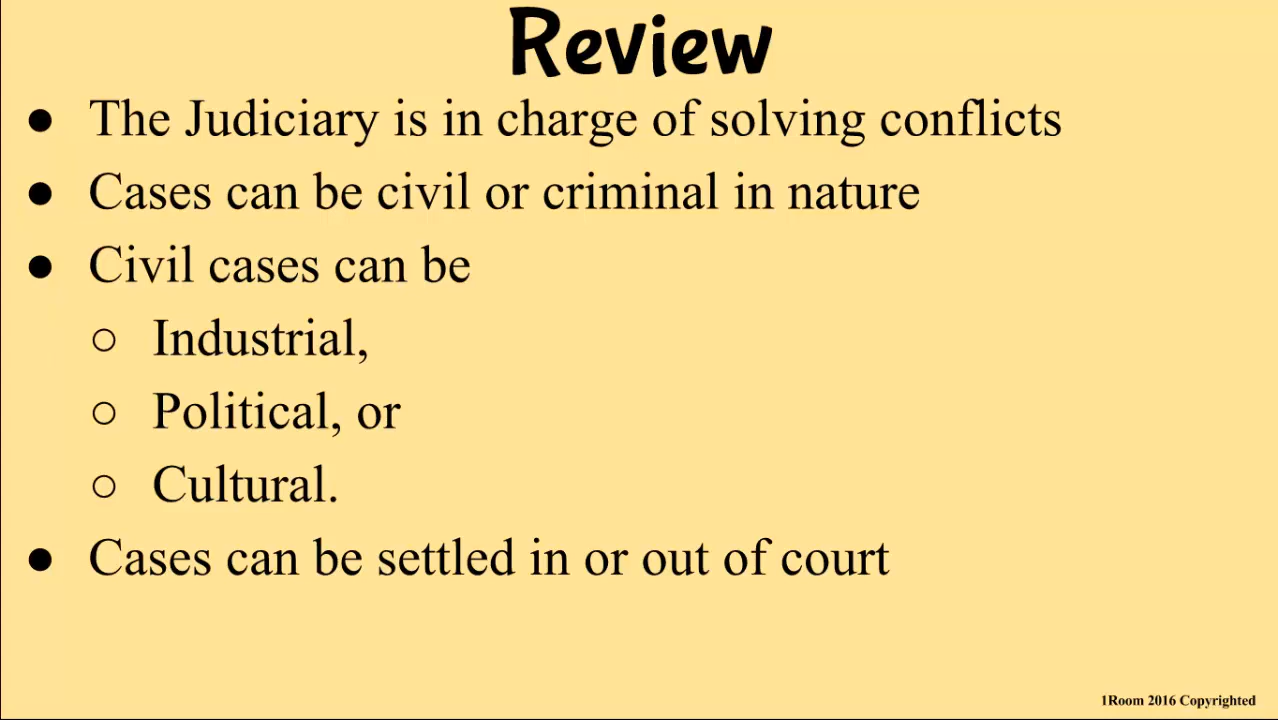 Review
● The Judiciary is in charge of solving conflicts
● Cases can be civil or criminal in nature
● Civil cases can be
○ Industrial,
○ Political, or
○ Cultural.
● Cases can be settled in or out of court
1Room 2016 Copyrighted